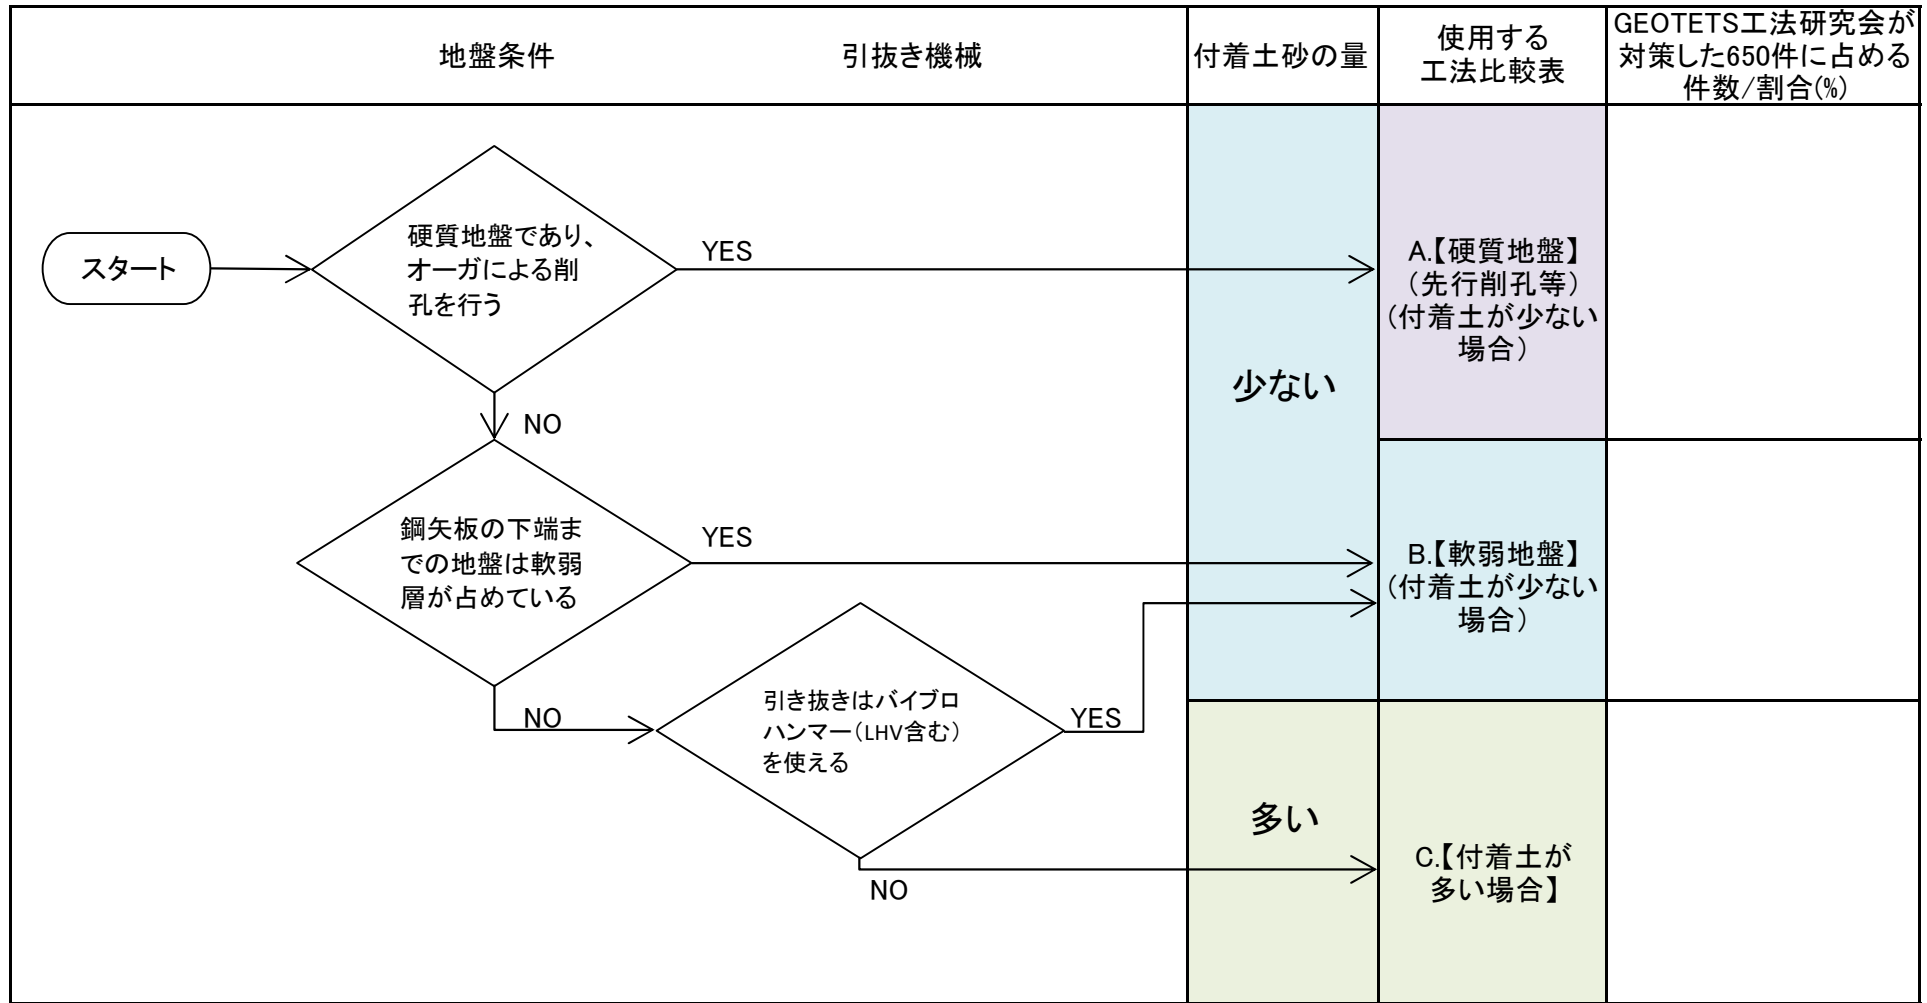 地盤条件
引抜き機械
付着土砂の量
使用する
工法比較表
GEOTETS工法研究会が
対策した650件に占める
件数/割合(%)
スタート
硬質地盤であり、
オーガによる削
孔を行う
YES
少ない
A.【硬質地盤】
(先行削孔等)
(付着土が少ない
場合)
NO
鋼矢板の下端ま
での地盤は軟弱
層が占めている
YES
B.【軟弱地盤】
(付着土が少ない
場合)
NO
引き抜きはバイブロ
ハンマー(LHV含む)
を使える
YES
多い
C.【付着土が
多い場合】
NO